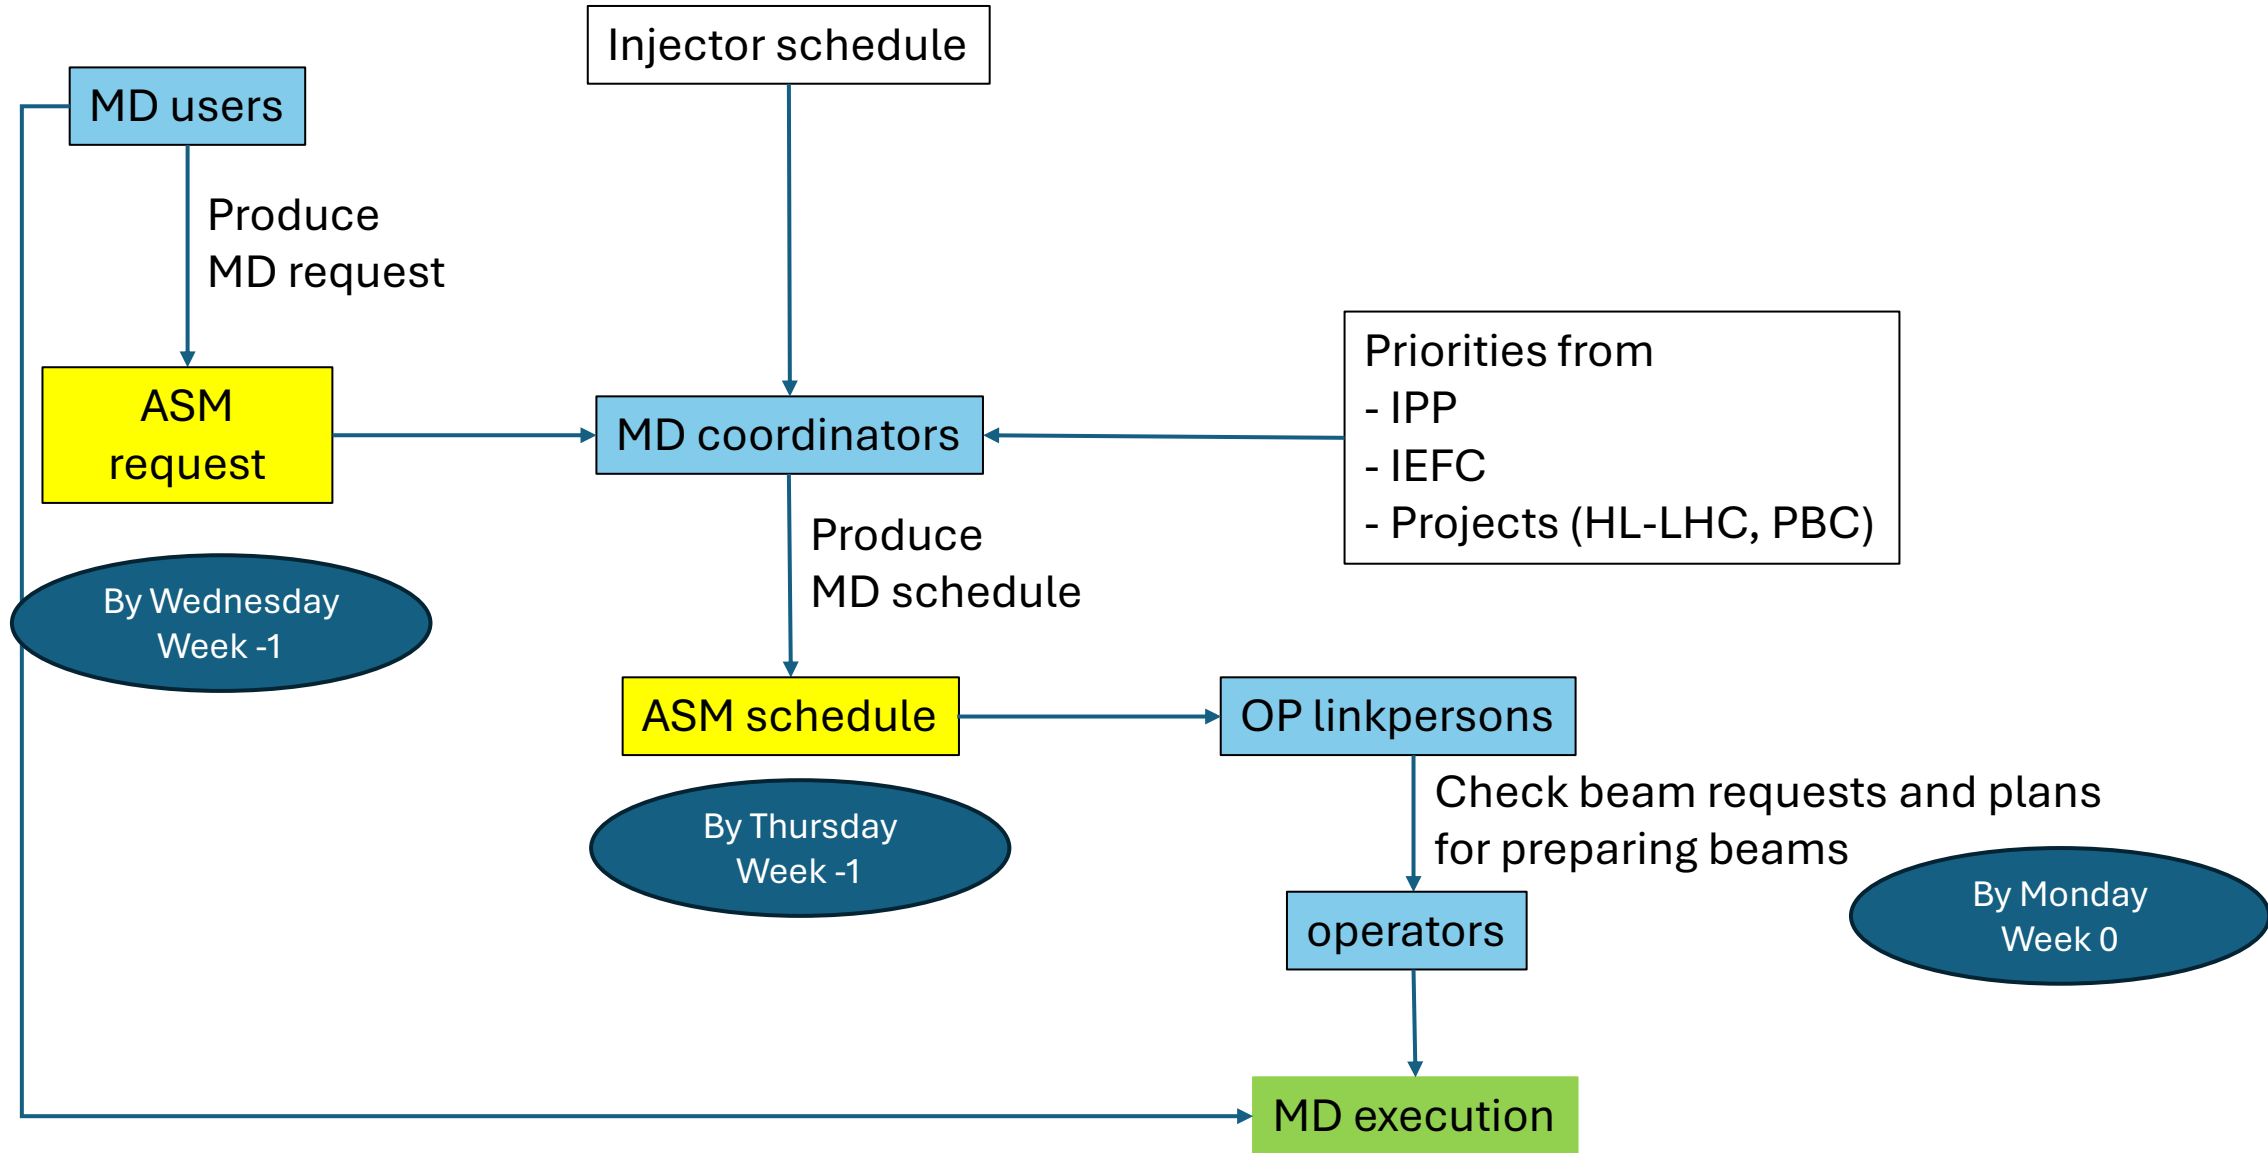 Injector schedule
MD users
Produce
MD request
Priorities from
- IPP
- IEFC
- Projects (HL-LHC, PBC)
ASM
request
MD coordinators
Produce
MD schedule
By Wednesday
Week -1
ASM schedule
OP linkpersons
By Thursday
Week -1
Check beam requests and plans
for preparing beams
By Monday
Week 0
operators
MD execution